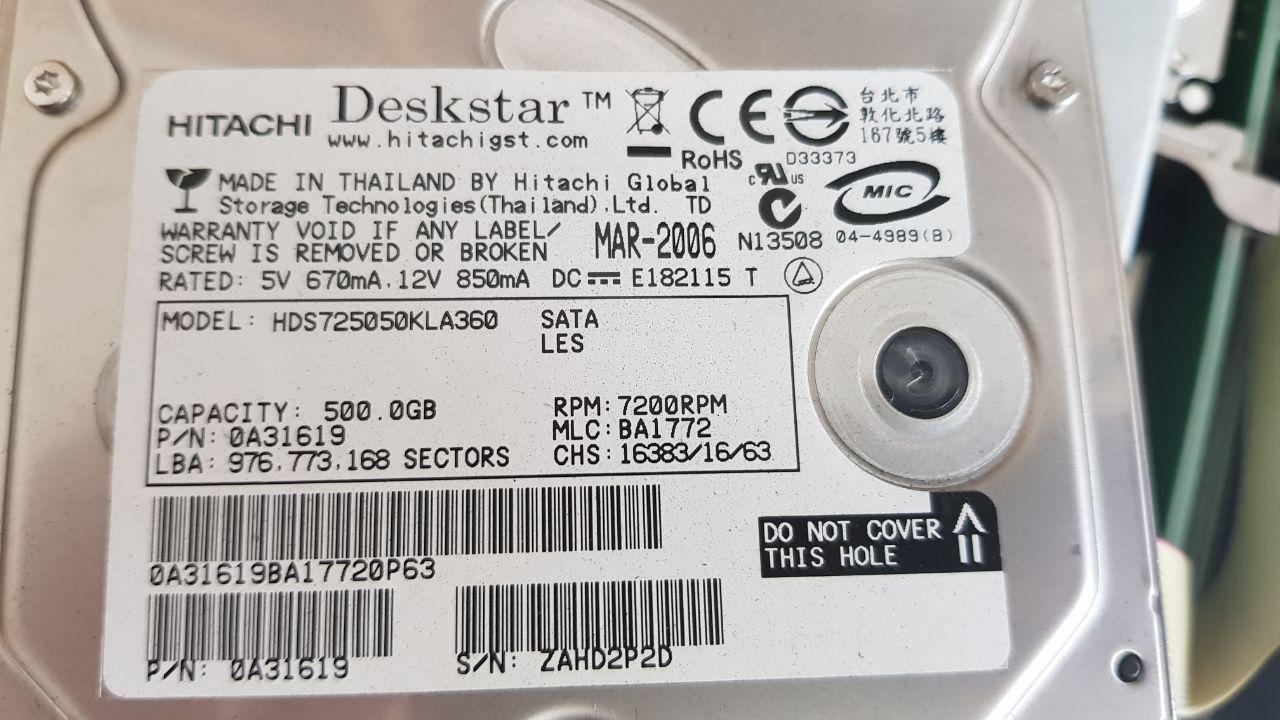 HITACHI Deskstar™
www.hitachigst.com
RoHS
台北市
敦化北路
167號5樓
D33373
MADE IN THAILAND BY Hitachi Global
Storage Technologies(Thailand).Ltd. TD
c RU US
MIC
WARRANTY VOID IF ANY LABEL/
SCREW IS REMOVED OR BROKEN
MAR-2006
N13508
04-4989(B)
RATED: 5V 670mA, 12V 850mA DC E182115 T
MODEL: HDS725050KLA360 SATA
LES
CAPACITY: 500.0GB RPM: 7200RPM
P/N: 0A31619 MLC: BA1772
LBA: 976,773,168 SECTORS CHS: 16383/16/63
0A31619BA17720P63
DO NOT COVER
THIS HOLE
P/N: 0A31619 S/N: ZAHD2P2D